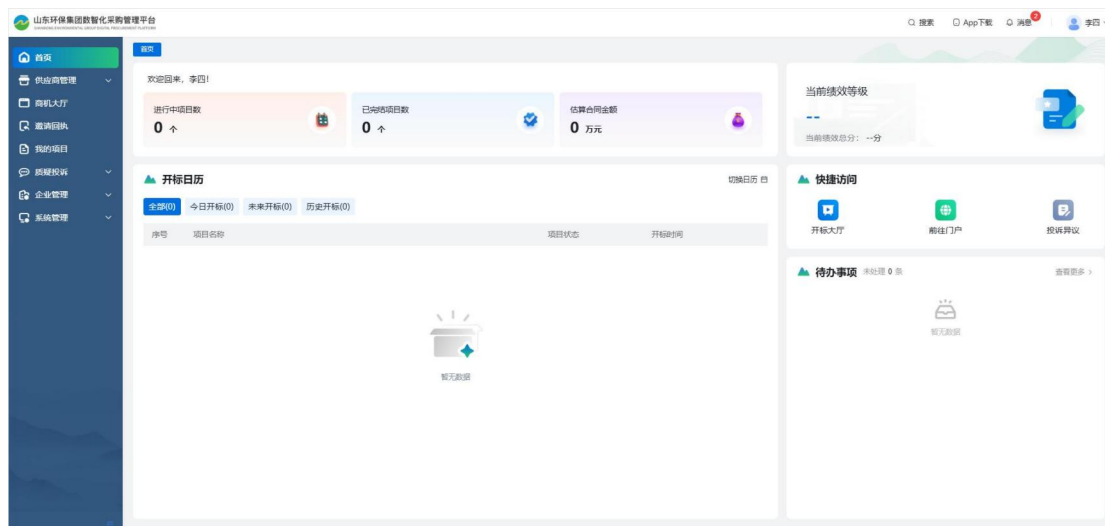 山东环保集团数智化采购管理平台
搜索 App下载 消息 2 李四
首页
供应商管理
商机大厅
邀请回执
我的项目
质疑投诉
企业管理
系统管理
首页
欢迎回来，李四!
进行中项目数
0 个
已完结项目数
0 个
估算合同金额
0 万元
当前绩效等级
--
当前绩效总分： --分
开标日历 切换日历
全部(0) 今日开标(0) 未来开标(0) 历史开标(0)
序号 项目名称 项目状态 开标时间
暂无数据
快捷访问
开标大厅 前往门户 投诉异议
待办事项 未处理 0 条 查看更多 >
暂无数据